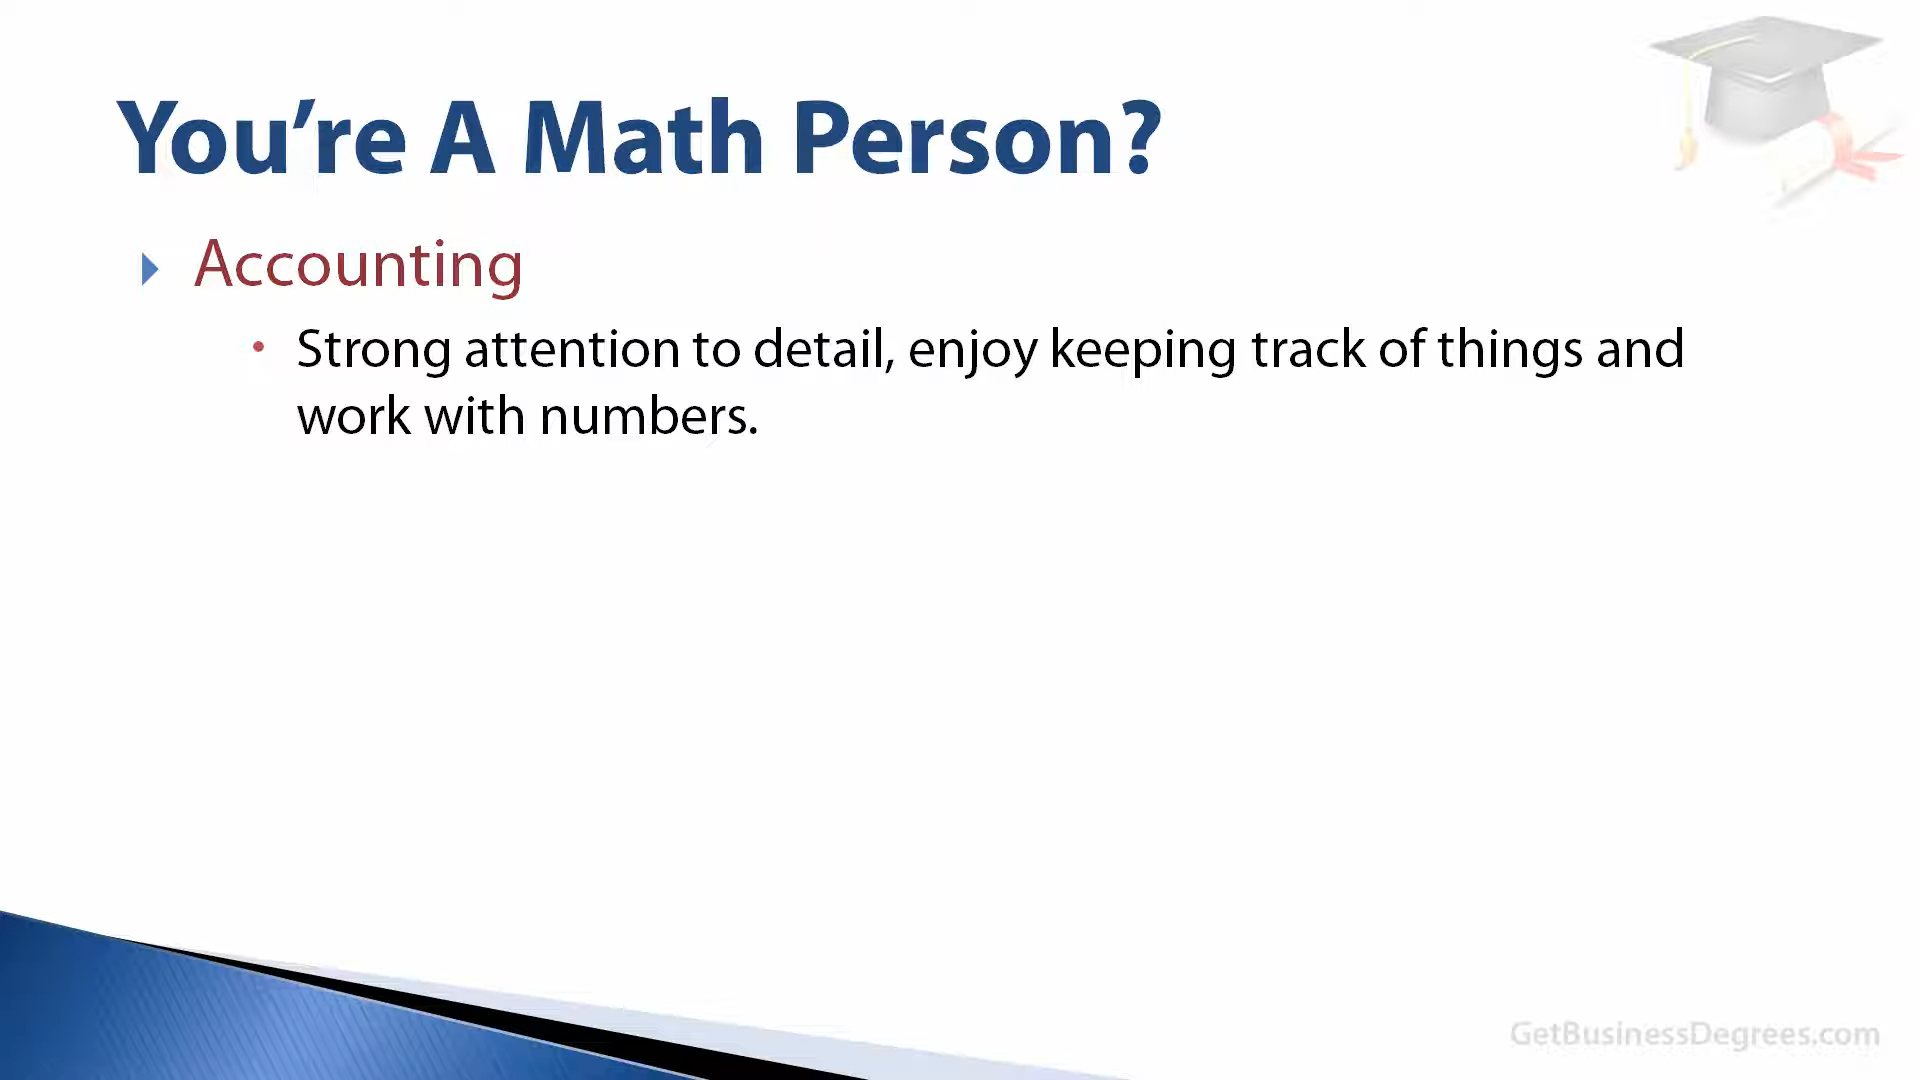 You’re A Math Person?
Accounting
Strong attention to detail, enjoy keeping track of things and
work with numbers.
GetBusinessDegrees.com